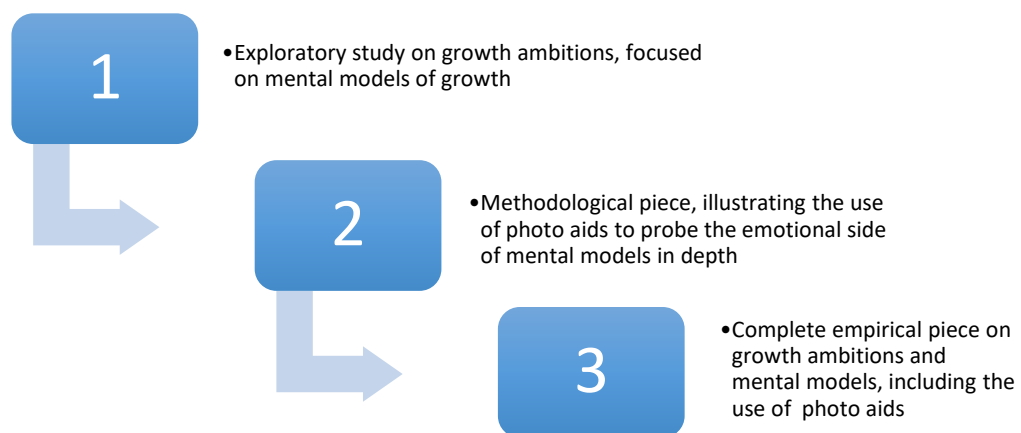 1
•Exploratory study on growth ambitions, focused
on mental models of growth
2
•Methodological piece, illustrating the use
of photo aids to probe the emotional side
of mental models in depth
3
•Complete empirical piece on
growth ambitions and
mental models, including the
use of  photo aids